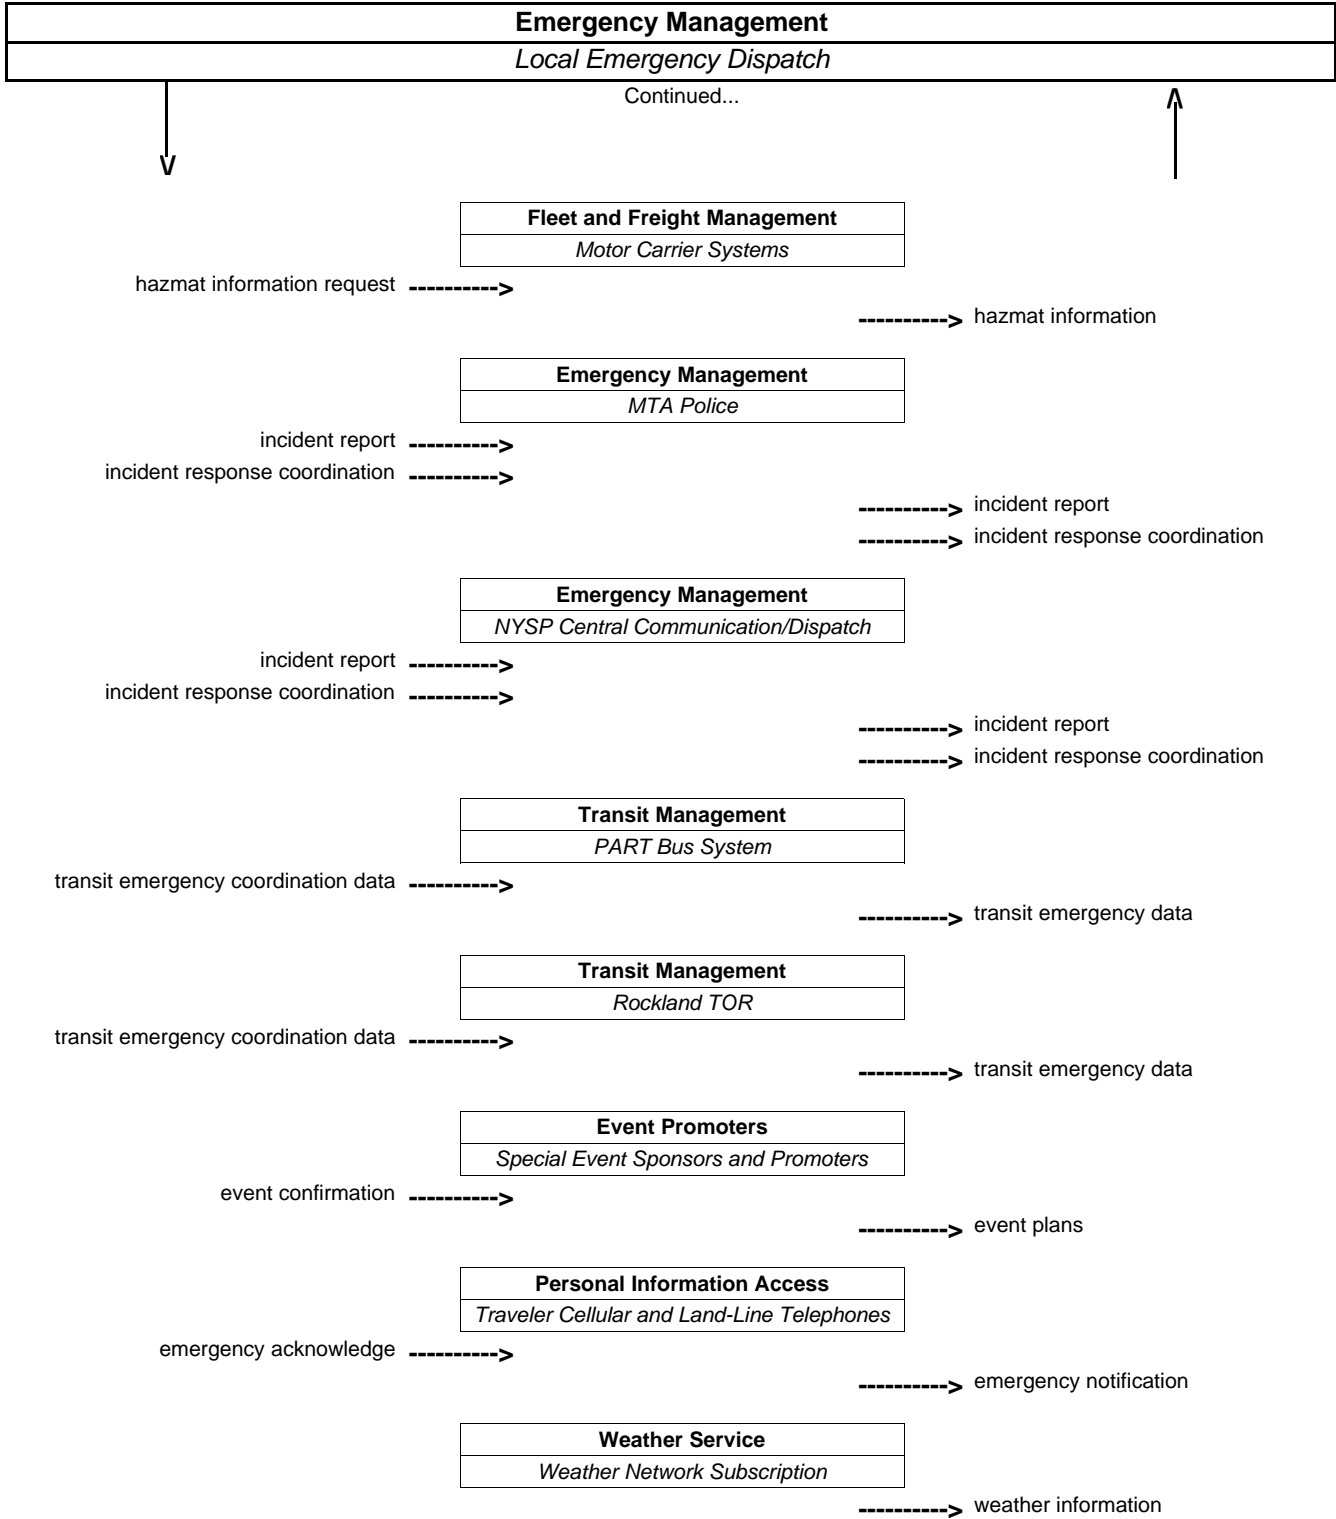 Emergency Management
Local Emergency Dispatch
Continued...
Fleet and Freight Management
Motor Carrier Systems
hazmat information request
hazmat information
Emergency Management
MTA Police
incident report
incident response coordination
incident report
incident response coordination
Emergency Management
NYSP Central Communication/Dispatch
incident report
incident response coordination
incident report
incident response coordination
Transit Management
PART Bus System
transit emergency coordination data
transit emergency data
Transit Management
Rockland TOR
transit emergency coordination data
transit emergency data
Event Promoters
Special Event Sponsors and Promoters
event confirmation
event plans
Personal Information Access
Traveler Cellular and Land-Line Telephones
emergency acknowledge
emergency notification
Weather Service
Weather Network Subscription
weather information